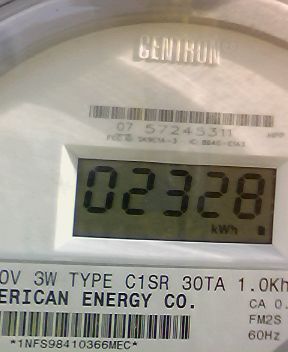 CENTRON
07 57245311
02328
kWh
0V 3W TYPE C1SR 30TA 1.0Kh
ERICAN ENERGY CO.
CA 0.
FM2S
60Hz
*1NFS98410366MEC*